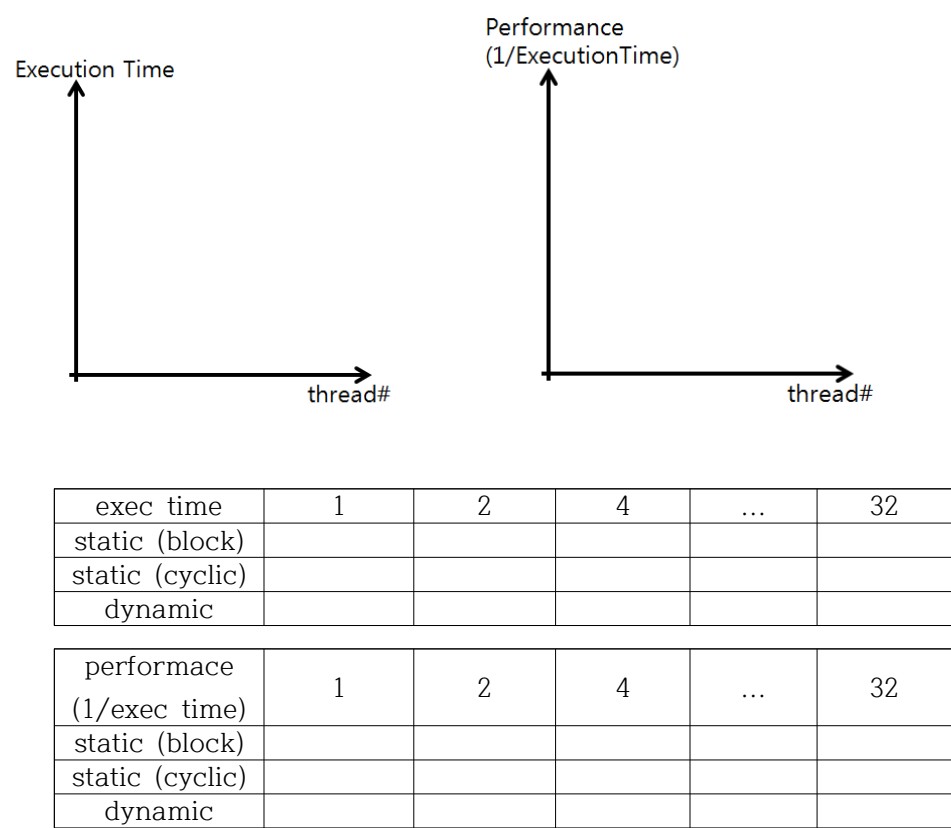 Performance
(1/ExecutionTime)
Execution Time
thread#
thread#
exec time 1 2 4 ... 32
static (block)
static (cyclic)
dynamic
performace
(1/exec time) 1 2 4 ... 32
static (block)
static (cyclic)
dynamic